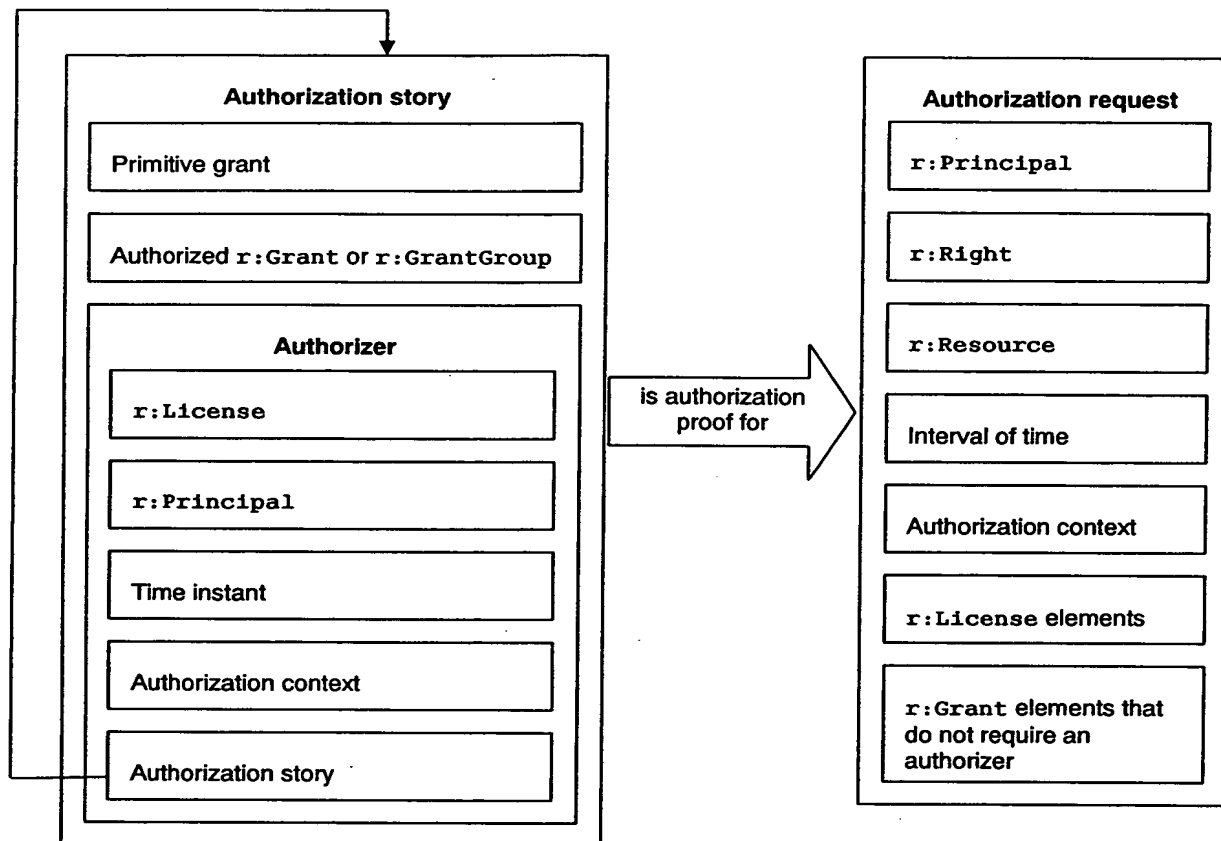 Authorization story
Primitive grant
Authorized r:Grant or r:GrantGroup
Authorizer
r:License
r:Principal
Time instant
Authorization context
Authorization story
is authorization
proof for
Authorization request
r:Principal
r:Right
r:Resource
Interval of time
Authorization context
r:License elements
r:Grant elements that
do not require an
authorizer